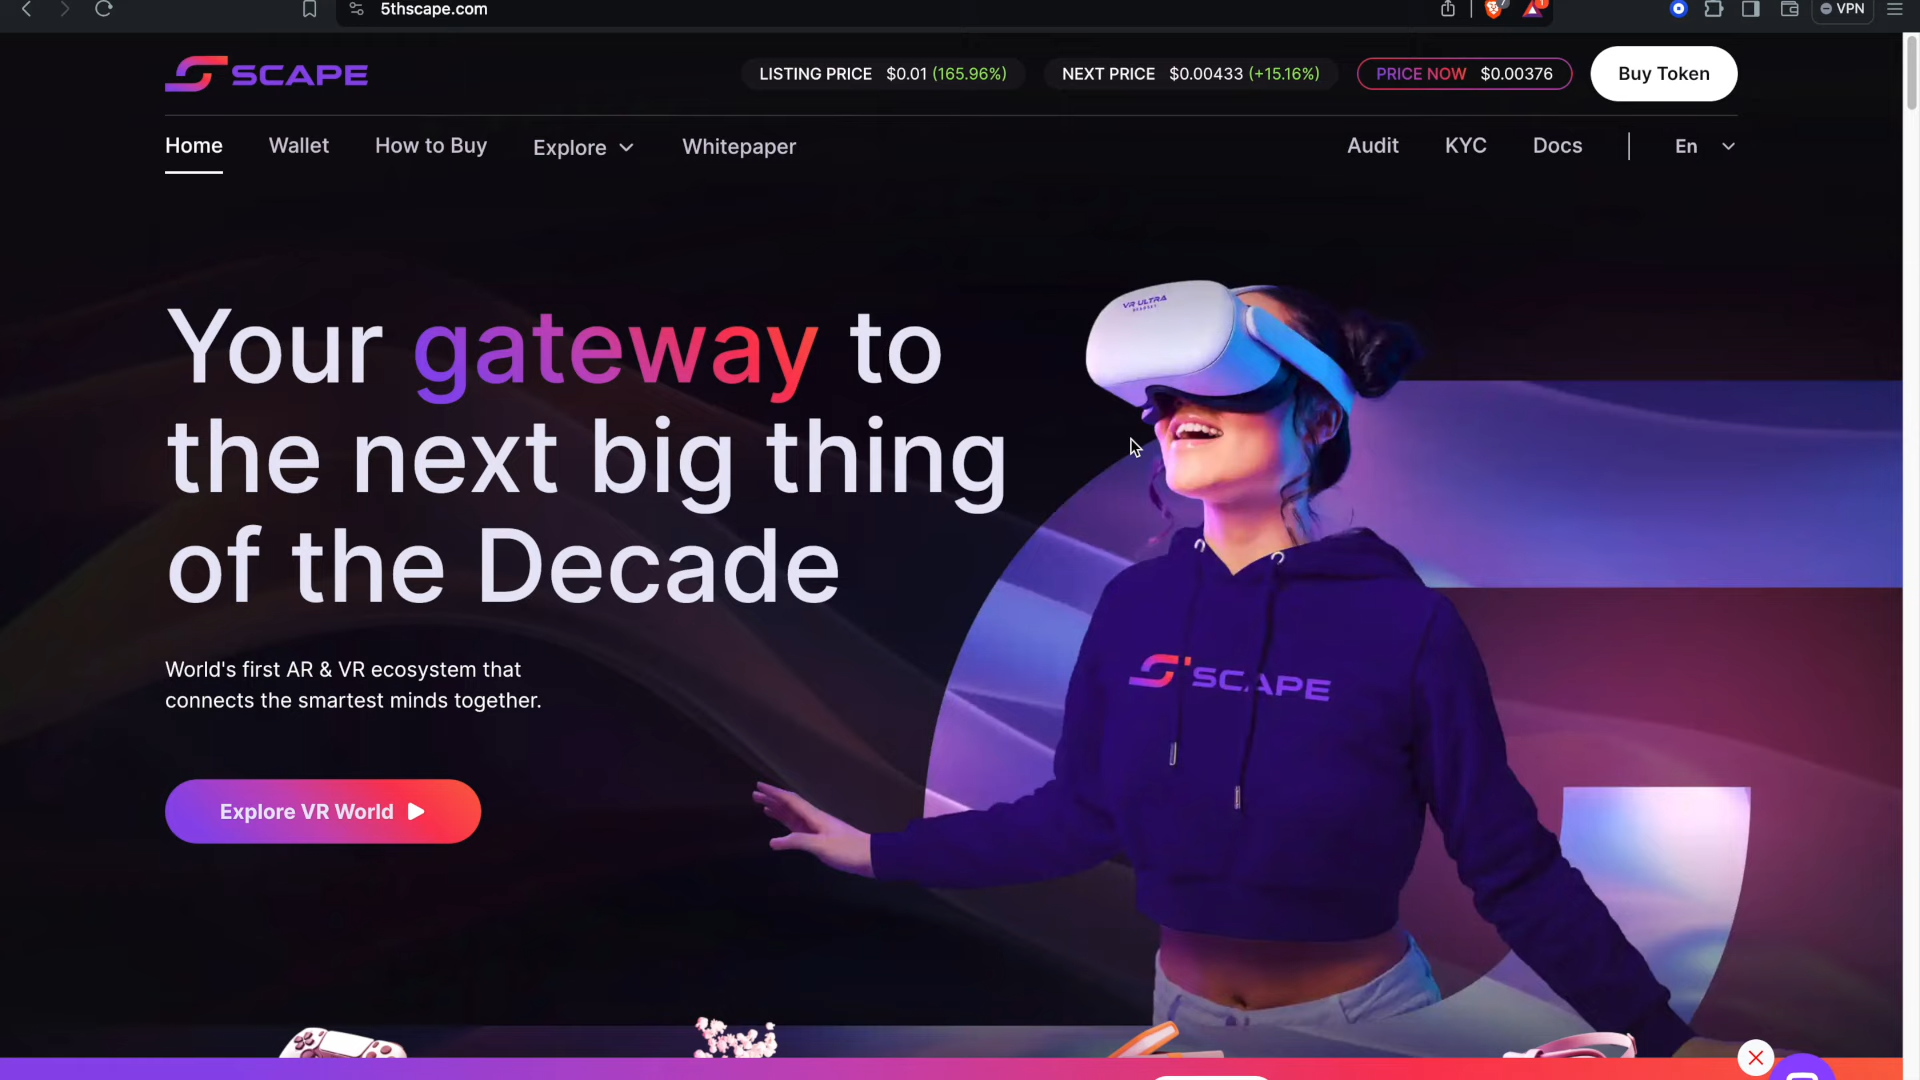 5thscape.com
VPN
SCAPE
LISTING PRICE $0.01 (165.96%)
NEXT PRICE $0.00433 (+15.16%)
PRICE NOW $0.00376
Buy Token
Home
Wallet
How to Buy
Explore
Whitepaper
Audit
KYC
Docs
En
Your gateway to
the next big thing
of the Decade
VR ULTRA
HEADSET
World's first AR & VR ecosystem that
connects the smartest minds together.
SCAPE
Explore VR World